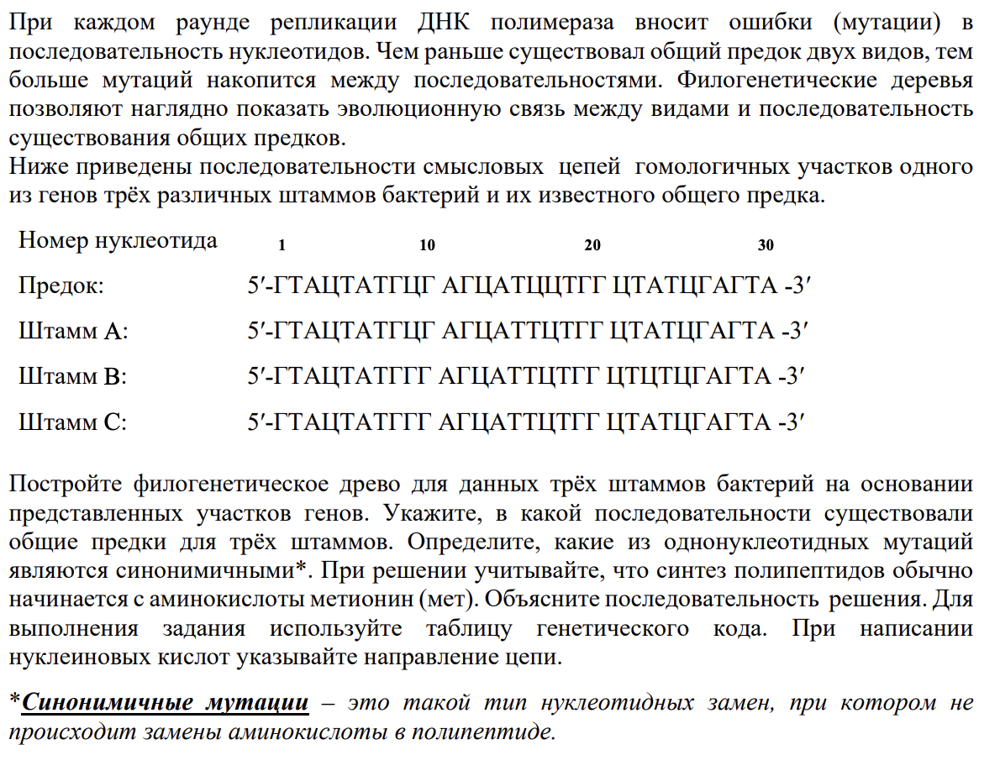 При каждом раунде репликации ДНК полимераза вносит ошибки (мутации) в
последовательность нуклеотидов. Чем раньше существовал общий предок двух видов, тем
больше мутаций накопится между последовательностями. Филогенетические деревья
позволяют наглядно показать эволюционную связь между видами и последовательность
существования общих предков.
Ниже приведены последовательности смысловых цепей гомологичных участков одного
из генов трёх различных штаммов бактерий и их известного общего предка.
Номер нуклеотида 1 10 20 30
Предок: 5′-ГТАЦТАТГЦГ АГЦАТЦЦТГГ ЦТАТЦГАГТА -3′
Штамм A: 5′-ГТАЦТАТГЦГ АГЦАТТЦТГГ ЦТАТЦГАГТА -3′
Штамм B: 5′-ГТАЦТАТГГГ АГЦАТТЦТГГ ЦТЦТЦГАГТА -3′
Штамм C: 5′-ГТАЦТАТГГГ АГЦАТТЦТГГ ЦТАТЦГАГТА -3′
Постройте филогенетическое древо для данных трёх штаммов бактерий на основании
представленных участков генов. Укажите, в какой последовательности существовали
общие предки для трёх штаммов. Определите, какие из однонуклеотидных мутаций
являются синонимичными*. При решении учитывайте, что синтез полипептидов обычно
начинается с аминокислоты метионин (мет). Объясните последовательность решения. Для
выполнения задания используйте таблицу генетического кода. При написании
нуклеиновых кислот указывайте направление цепи.
*Синонимичные мутации – это такой тип нуклеотидных замен, при котором не
происходит замены аминокислоты в полипептиде.